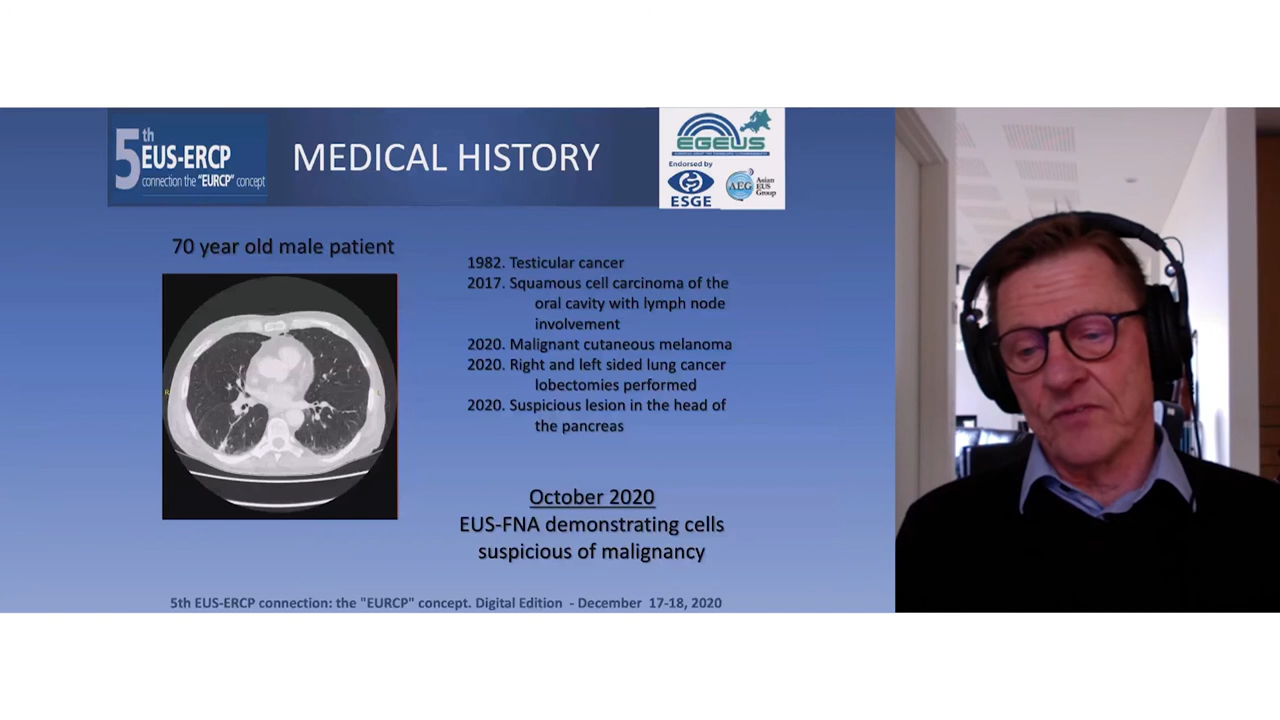 5th
EUS-ERCP
connection the "EURCP" concept
MEDICAL HISTORY
EGEUS
Endorsed by
ESGE
AEG
Asian
EUS
Group
70 year old male patient
R
1982. Testicular cancer
2017. Squamous cell carcinoma of the
oral cavity with lymph node
involvement
2020. Malignant cutaneous melanoma
2020. Right and left sided lung cancer
lobectomies performed
2020. Suspicious lesion in the head of
the pancreas
October 2020
EUS-FNA demonstrating cells
suspicious of malignancy
5th EUS-ERCP connection: the "EURCP" concept. Digital Edition - December 17-18, 2020